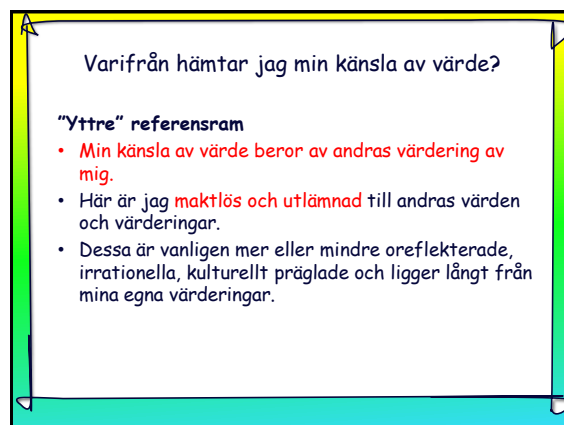 Varifrån hämtar jag min känsla av värde?
”Yttre” referensram
• Min känsla av värde beror av andras värdering av
mig.
• Här är jag maktlös och utlämnad till andras värden
och värderingar.
• Dessa är vanligen mer eller mindre oreflekterade,
irrationella, kulturellt präglade och ligger långt från
mina egna värderingar.